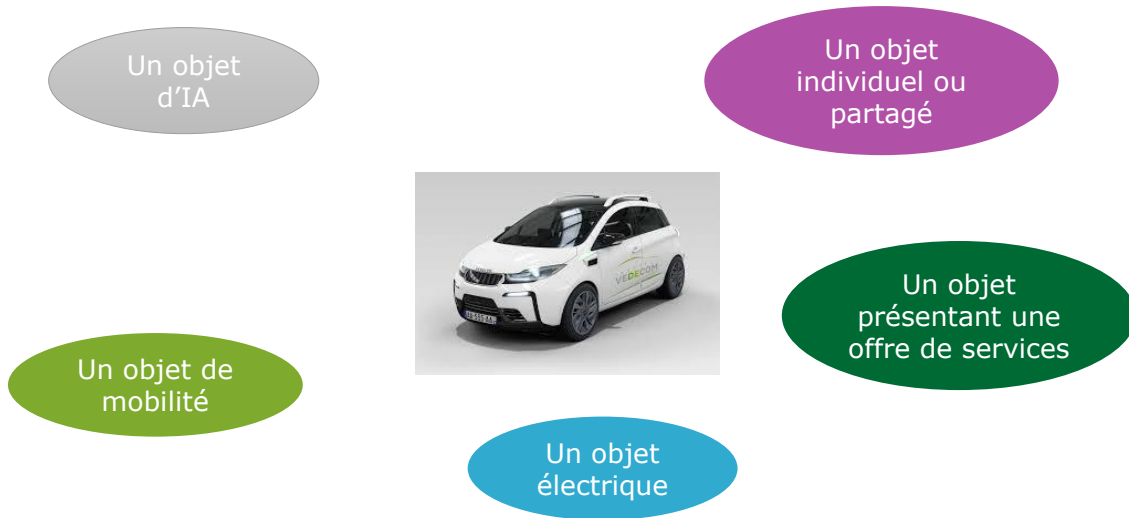 Un objet
d'IA
Un objet
individuel ou
partagé
VEDECOM
Un objet
présentant une
offre de services
Un objet de
mobilité
Un objet
électrique